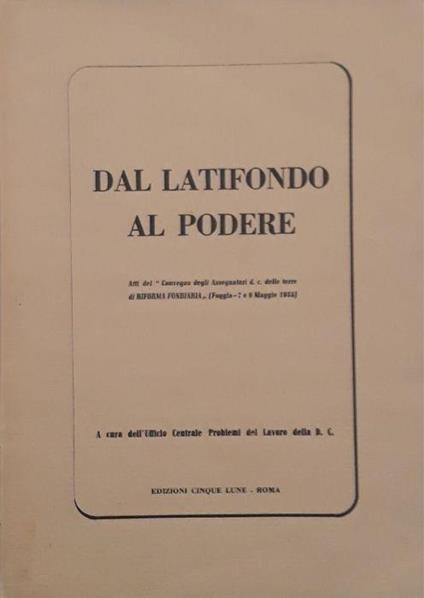 DAL LATIFONDO
AL PODERE
Atti del " Convegno degli Assegnatari d. c. delle terre
di RIFORMA FONDIARIA „ (Foggia - 7 e 8 Maggio 1955)
A cura dell'Ufficio Centrale Problemi del Lavoro della D. C.
EDIZIONI CINQUE LUNE - ROMA